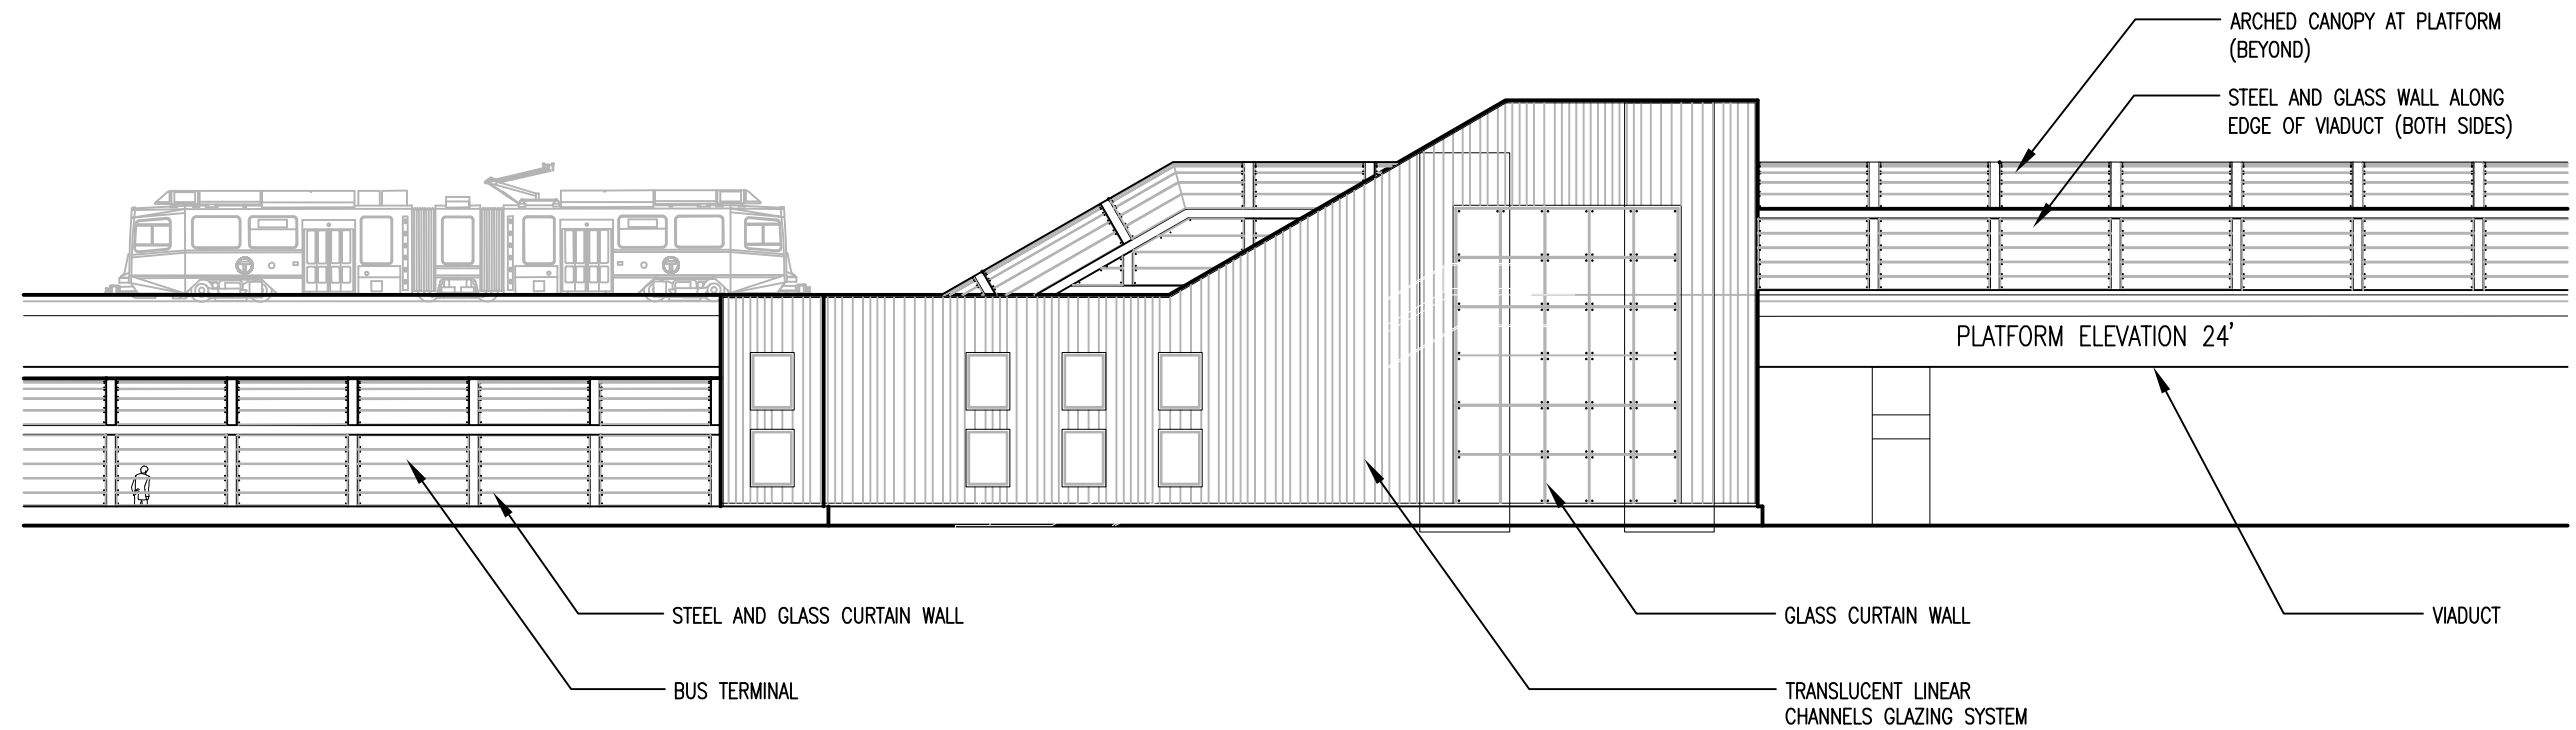 ARCHED CANOPY AT PLATFORM
(BEYOND)
STEEL AND GLASS WALL ALONG
EDGE OF VIADUCT (BOTH SIDES)
PLATFORM ELEVATION 24'
STEEL AND GLASS CURTAIN WALL
GLASS CURTAIN WALL
VIADUCT
BUS TERMINAL
TRANSLUCENT LINEAR
CHANNELS GLAZING SYSTEM